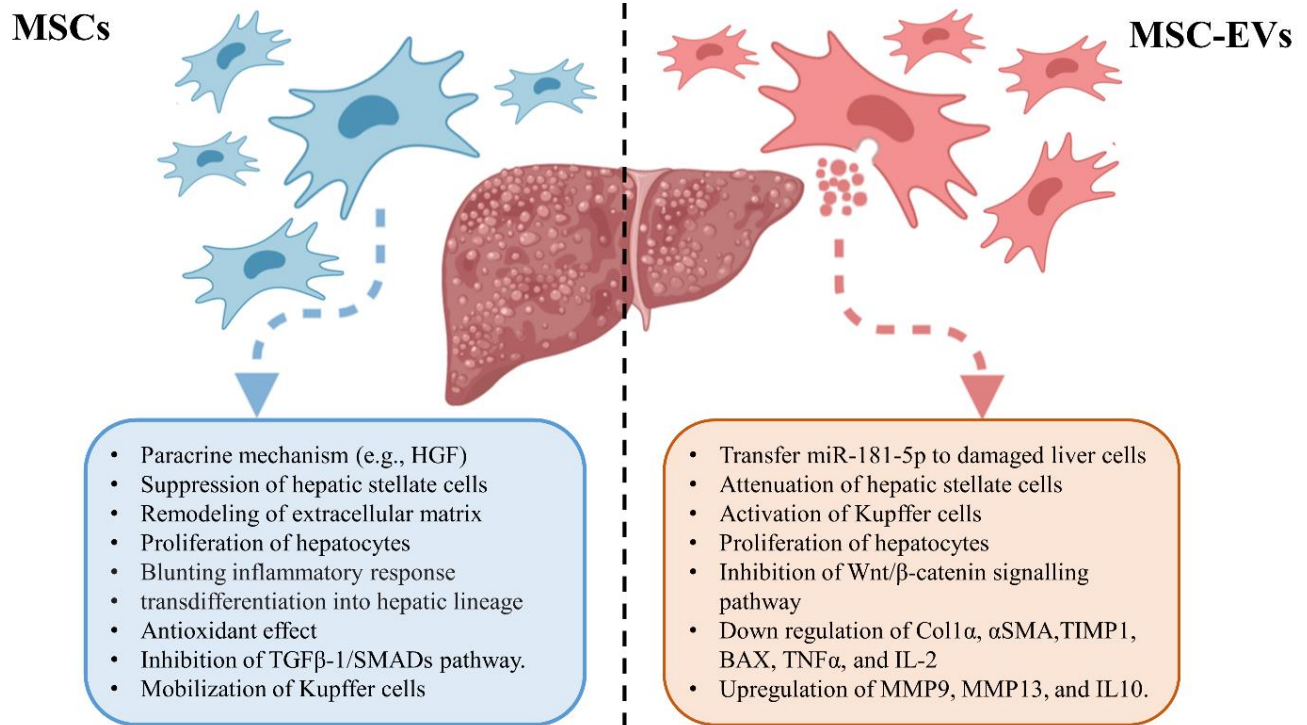 MSCs
MSC-EVs
• Paracrine mechanism (e.g., HGF)
• Suppression of hepatic stellate cells
• Remodeling of extracellular matrix
• Proliferation of hepatocytes
• Blunting inflammatory response
• transdifferentiation into hepatic lineage
• Antioxidant effect
• Inhibition of TGFβ-1/SMADs pathway.
• Mobilization of Kupffer cells
• Transfer miR-181-5p to damaged liver cells
• Attenuation of hepatic stellate cells
• Activation of Kupffer cells
• Proliferation of hepatocytes
• Inhibition of Wnt/β-catenin signalling
pathway
• Down regulation of Col1α, αSMA,TIMP1,
BAX, TNFα, and IL-2
• Upregulation of MMP9, MMP13, and IL10.